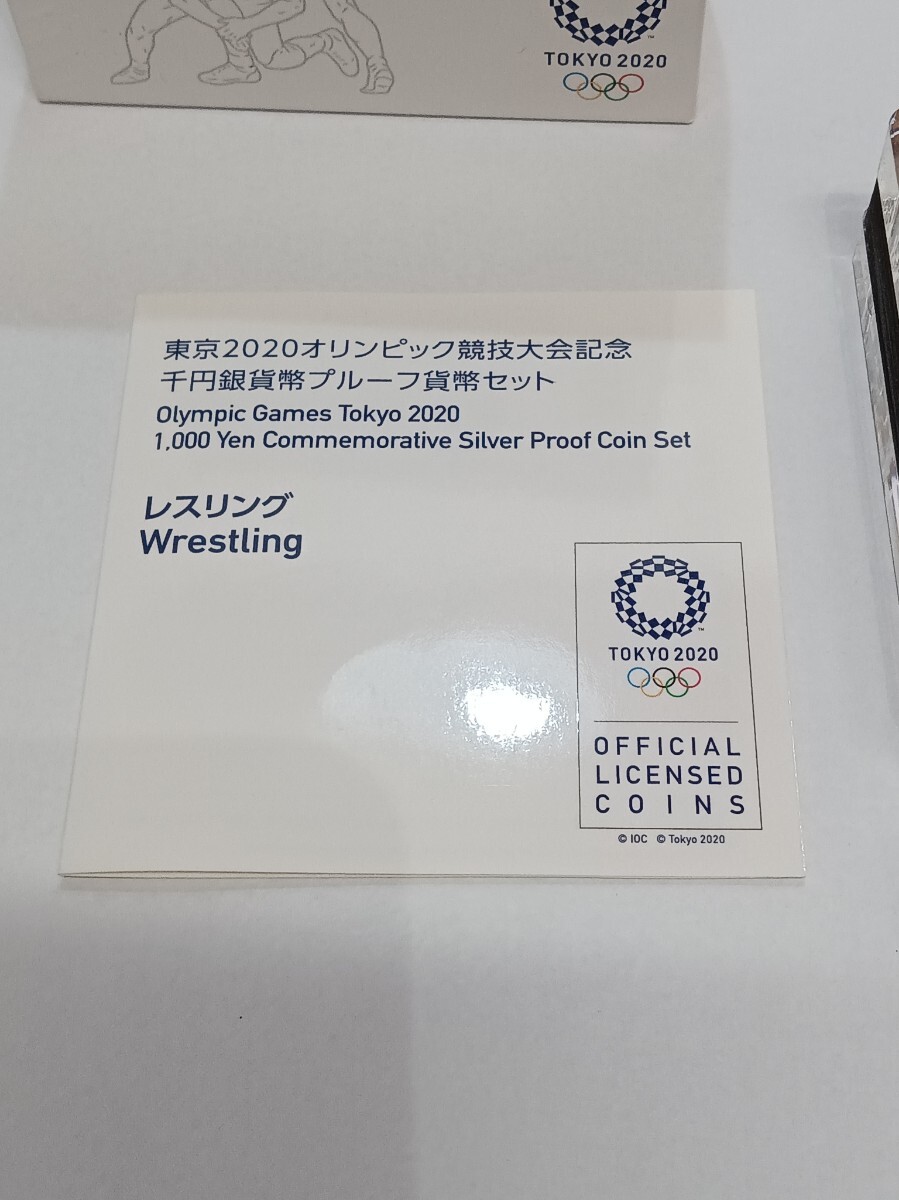 TOKYO 2020
東京2020オリンピック競技大会記念
千円銀貨幣プルーフ貨幣セット
Olympic Games Tokyo 2020
1,000 Yen Commemorative Silver Proof Coin Set
レスリング
Wrestling
TOKYO 2020
OFFICIAL
LICENSED
COINS
© IOC © Tokyo 2020